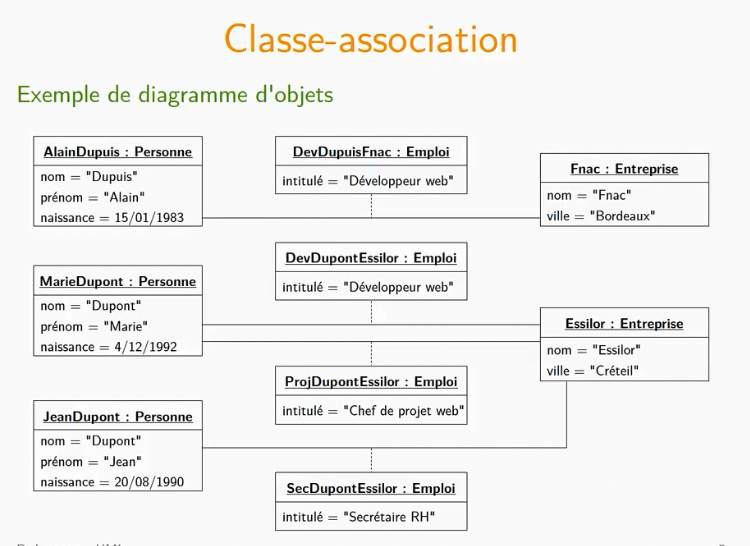 Classe-association
Exemple de diagramme d'objets
AlainDupuis : Personne
nom = "Dupuis"
prénom = "Alain"
naissance = 15/01/1983
DevDupuisFnac : Emploi
intitulé = "Développeur web"
Fnac : Entreprise
nom = "Fnac"
ville = "Bordeaux"
DevDupontEssilor : Emploi
intitulé = "Développeur web"
MarieDupont : Personne
nom = "Dupont"
prénom = "Marie"
naissance = 4/12/1992
Essilor : Entreprise
nom = "Essilor"
ville = "Créteil"
ProjDupontEssilor : Emploi
intitulé = "Chef de projet web"
JeanDupont : Personne
nom = "Dupont"
prénom = "Jean"
naissance = 20/08/1990
SecDupontEssilor : Emploi
intitulé = "Secrétaire RH"